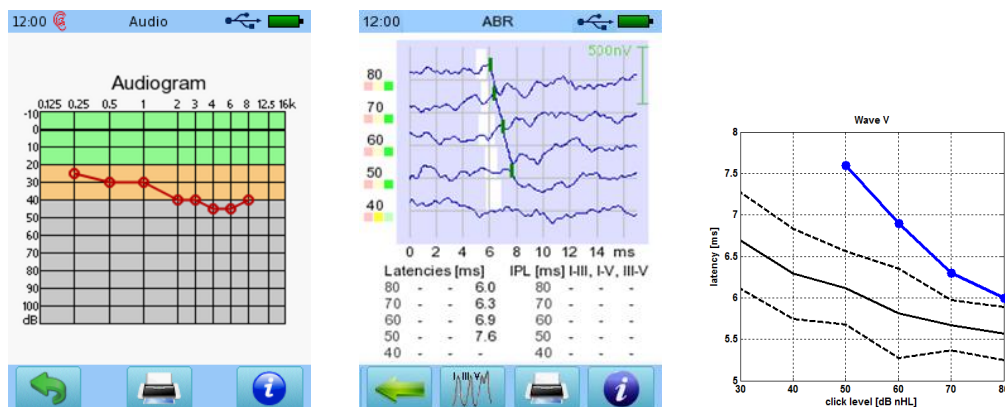 12:00 Audio
Audiogram
0.125 0.25 0.5 1 2 3 4 6 8 12.5 16k
-10
0
10
20
30
40
50
60
70
80
90
100
dB
12:00 ABR
500nV
80
70
60
50
40
0 2 4 6 8 10 12 14 ms
Latencies [ms] IPL [ms] I-III, I-V, III-V
80 - - 6.0 80 - - -
70 - - 6.3 70 - - -
60 - - 6.9 60 - - -
50 - - 7.6 50 - - -
40 - - - 40 - - -
I III V
i
i
Wave V
8
7.5
7
6.5
6
5.5
5
latency [ms]
30 40 50 60 70 80
click level [dB nHL]